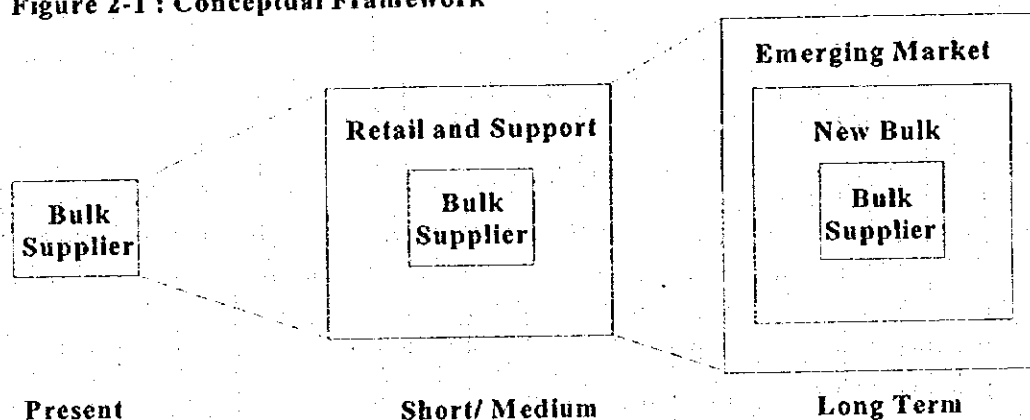 Figure 2-1 : Conceptual Framework
Bulk
Supplier
Retail and Support
Bulk
Supplier
Emerging Market
New Bulk
Bulk
Supplier
Present
Short/ Medium
Long Term